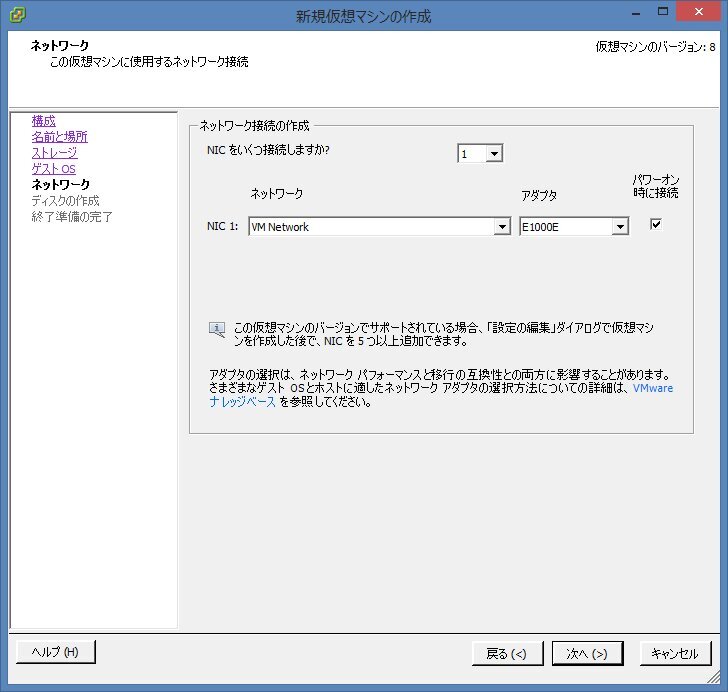 新規仮想マシンの作成
ネットワーク
この仮想マシンに使用するネットワーク接続
仮想マシンのバージョン: 8
構成
名前と場所
ストレージ
ゲスト OS
ネットワーク
ディスクの作成
終了準備の完了
ネットワーク接続の作成
NIC をいくつ接続しますか?
1
ネットワーク
アダプタ
パワーオン
時に接続
NIC 1:
VM Network
E1000E
この仮想マシンのバージョンでサポートされている場合、「設定の編集」ダイアログで仮想マシ
ンを作成した後で、NIC を 5 つ以上追加できます。
アダプタの選択は、ネットワーク パフォーマンスと移行の互換性との両方に影響することがあります。
さまざまなゲスト OSとホストに適したネットワーク アダプタの選択方法についての詳細は、VMware
ナレッジベース を参照してください。
ヘルプ (H)
戻る (<)
次へ (>)
キャンセル